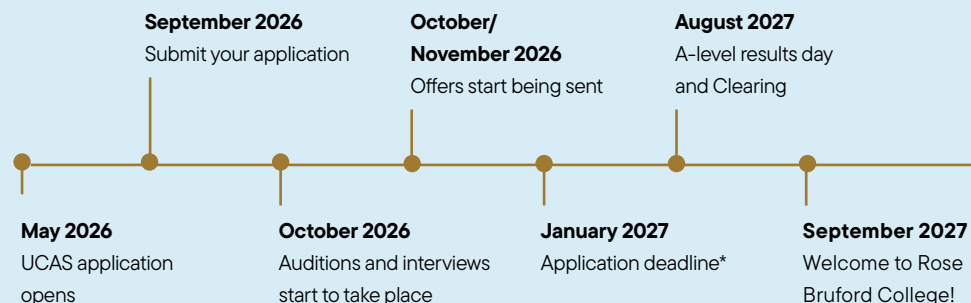 September 2026
Submit your application
October/
November 2026
Offers start being sent
August 2027
A-level results day
and Clearing
May 2026
UCAS application
opens
October 2026
Auditions and interviews
start to take place
January 2027
Application deadline*
September 2027
Welcome to Rose
Bruford College!